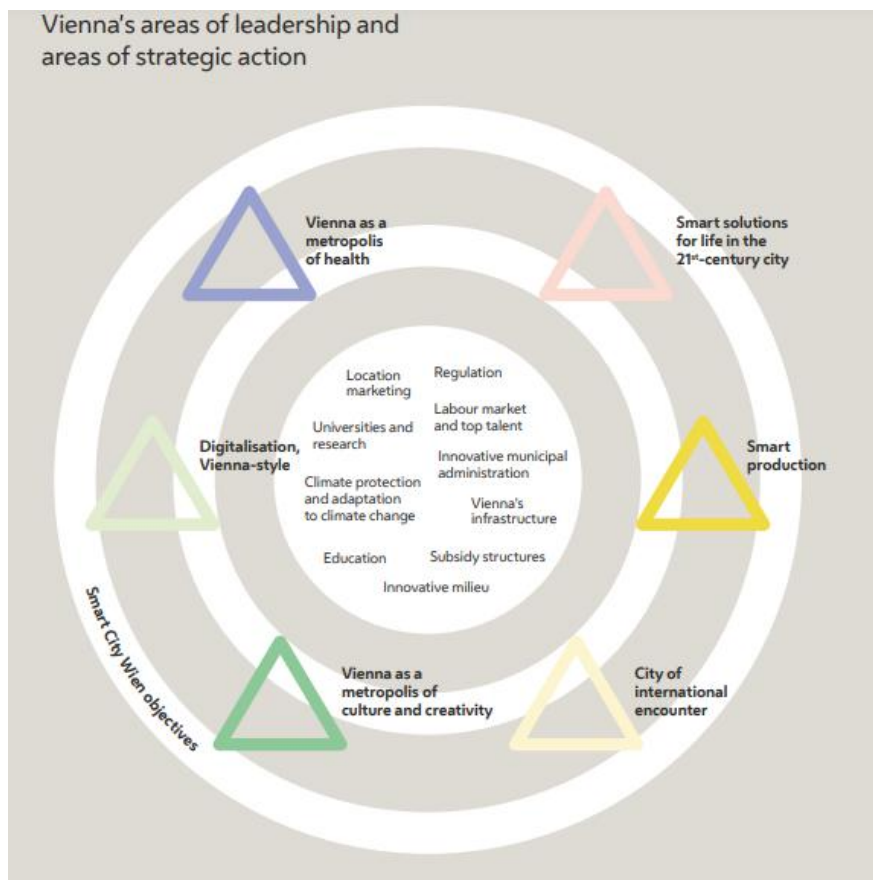 Vienna's areas of leadership and
areas of strategic action
Vienna as a
metropolis
of health
Smart solutions
for life in the
21st-century city
Location
marketing
Regulation
Universities and
research
Labour market
and top talent
Digitalisation,
Vienna-style
Innovative municipal
administration
Smart
production
Climate protection
and adaptation
to climate change
Vienna's
infrastructure
Education
Subsidy structures
Innovative milieu
Smart City Wien objectives
Vienna as a
metropolis of
culture and creativity
City of
international
encounter